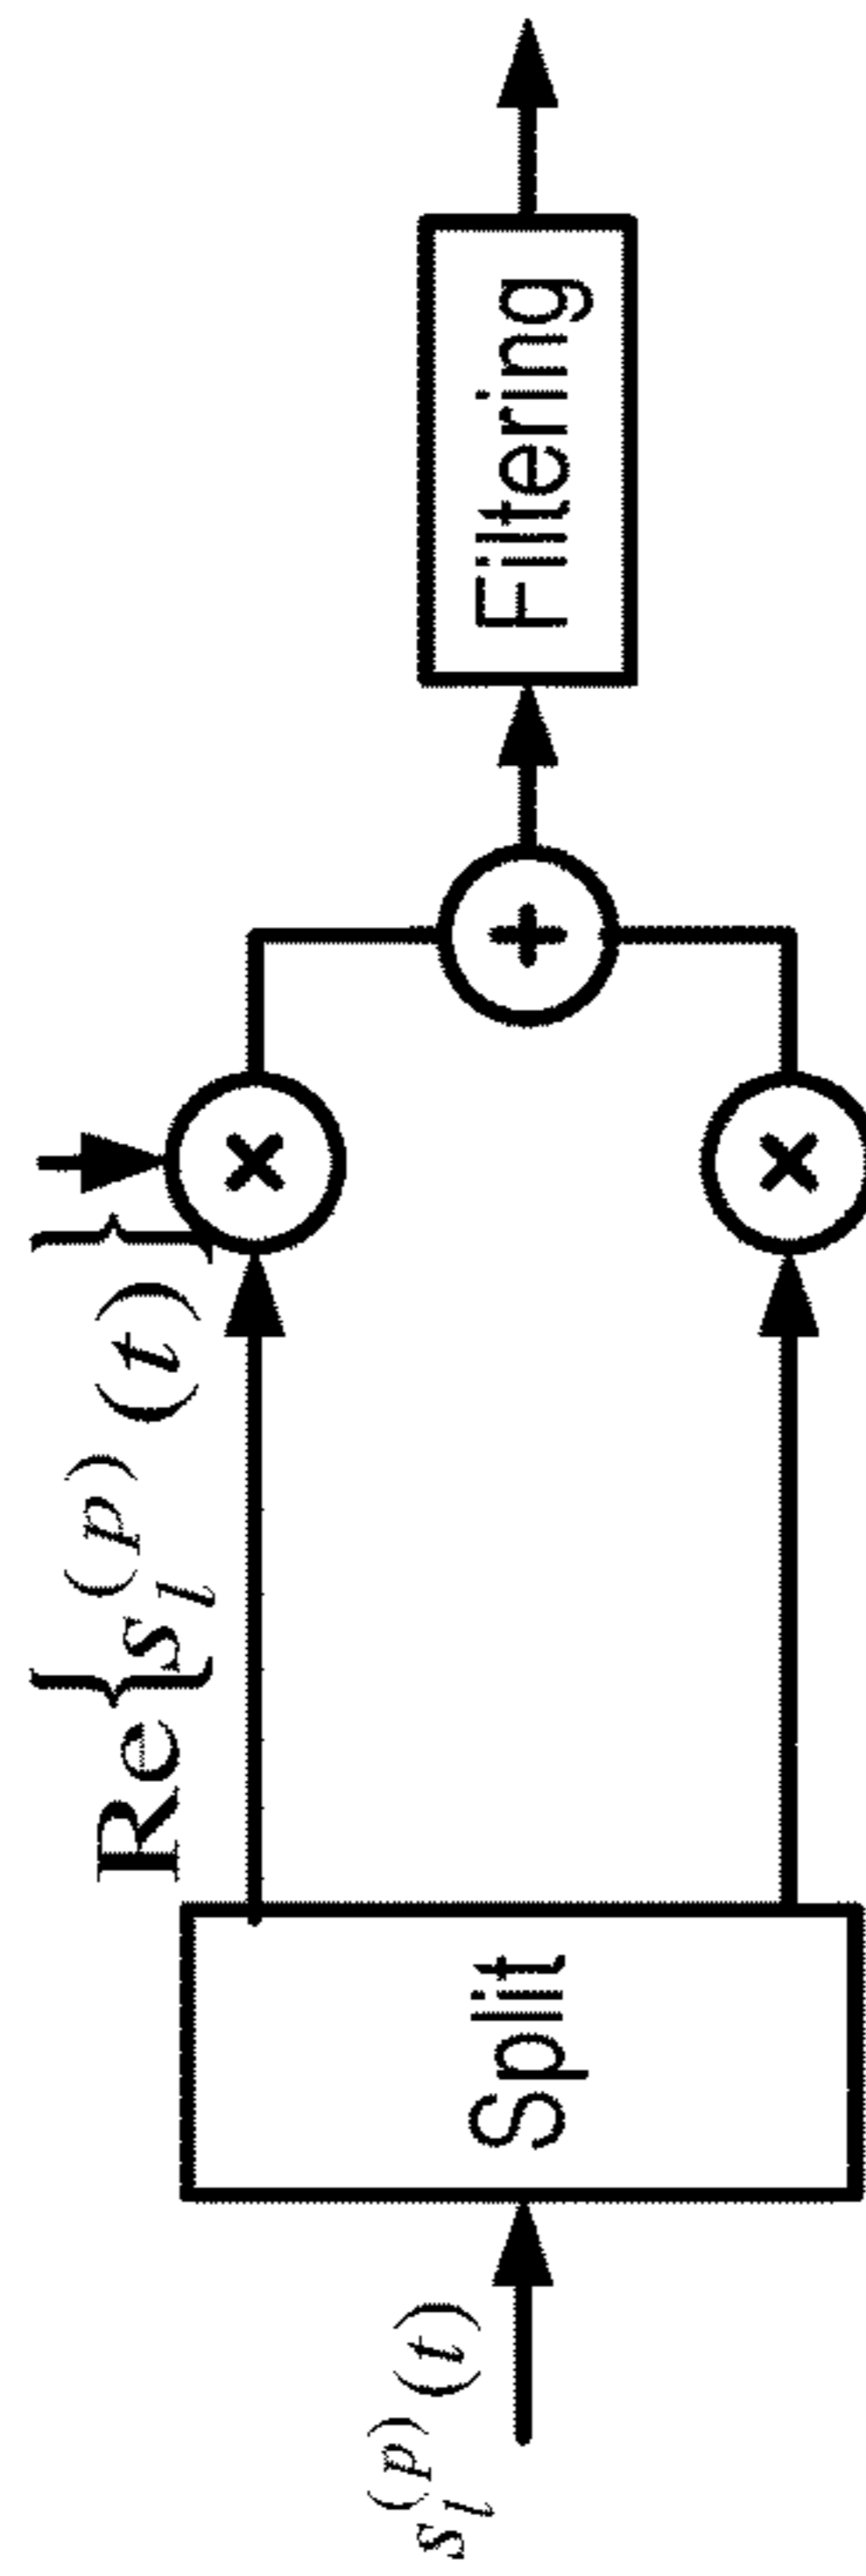 Re{s_l^(p)(t)}
s_l^(p)(t)
Split
×
×
+
Filtering